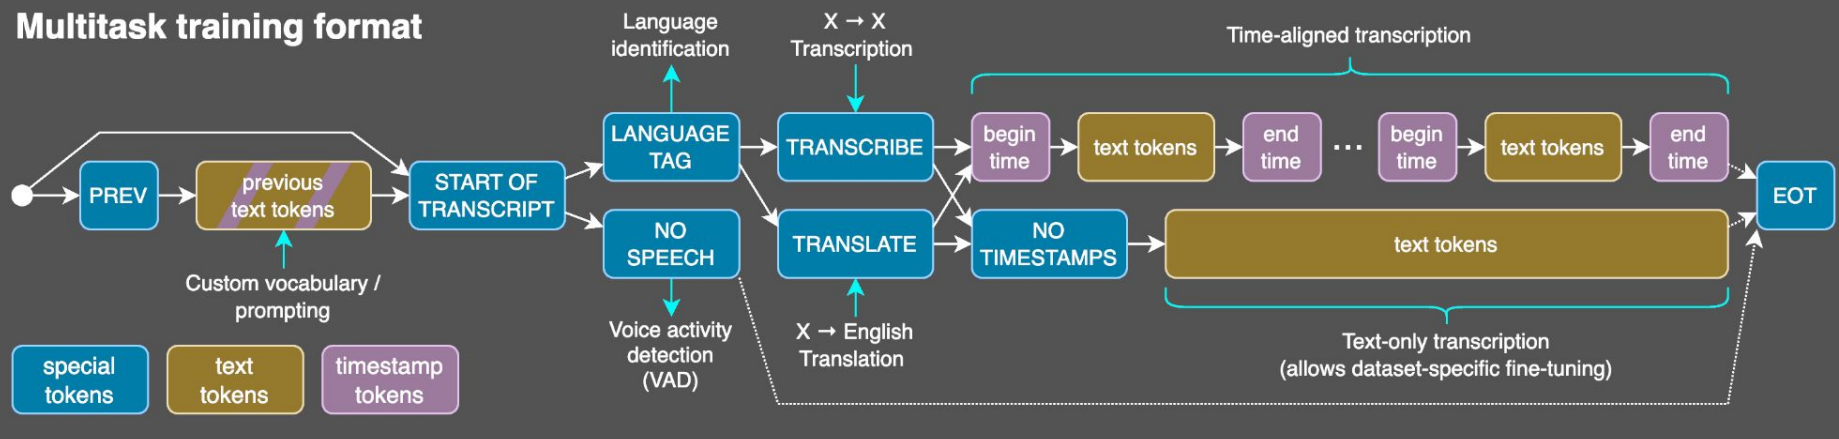 Multitask training format
Language
identification
X → X
Transcription
Time-aligned transcription
PREV
previous
text tokens
START OF
TRANSCRIPT
LANGUAGE
TAG
TRANSCRIBE
begin
time
text tokens
end
time
...
begin
time
text tokens
end
time
EOT
NO
SPEECH
TRANSLATE
NO
TIMESTAMPS
text tokens
Custom vocabulary /
prompting
Voice activity
detection
(VAD)
X → English
Translation
Text-only transcription
(allows dataset-specific fine-tuning)
special
tokens
text
tokens
timestamp
tokens